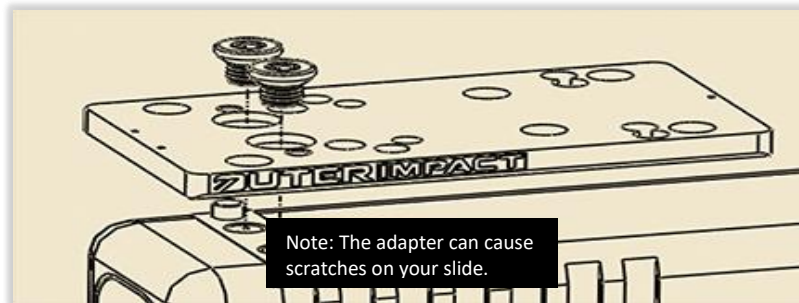 OUTERIMPACT
Note: The adapter can cause
scratches on your slide.